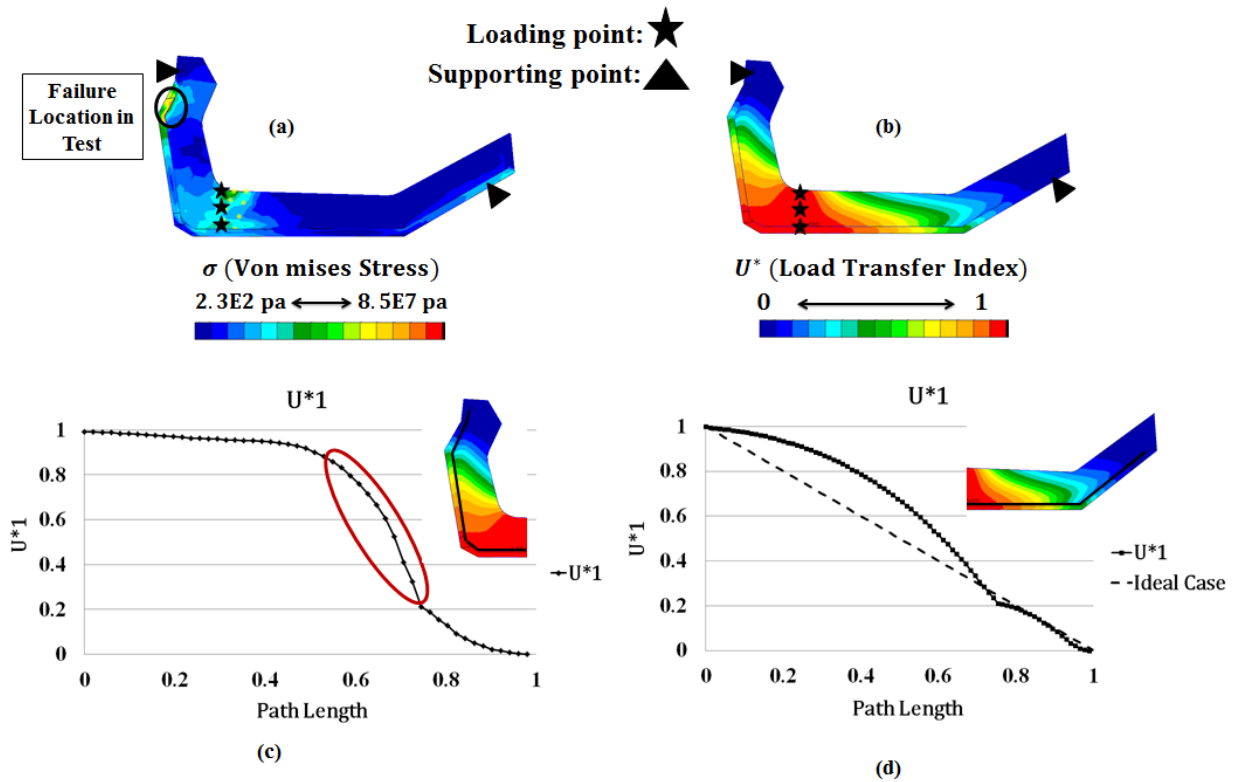 Loading point:
Supporting point:
Failure
Location in
Test
(a)
(b)
σ (Von mises Stress)
2.3E2 pa 8.5E7 pa
U* (Load Transfer Index)
0 1
U*1
1
0.8
0.6
0.4
0.2
0
U*1
0 0.2 0.4 0.6 0.8 1
Path Length
U*1
(c)
U*1
1
0.8
0.6
0.4
0.2
0
U*1
0 0.2 0.4 0.6 0.8 1
Path Length
U*1
Ideal Case
(d)